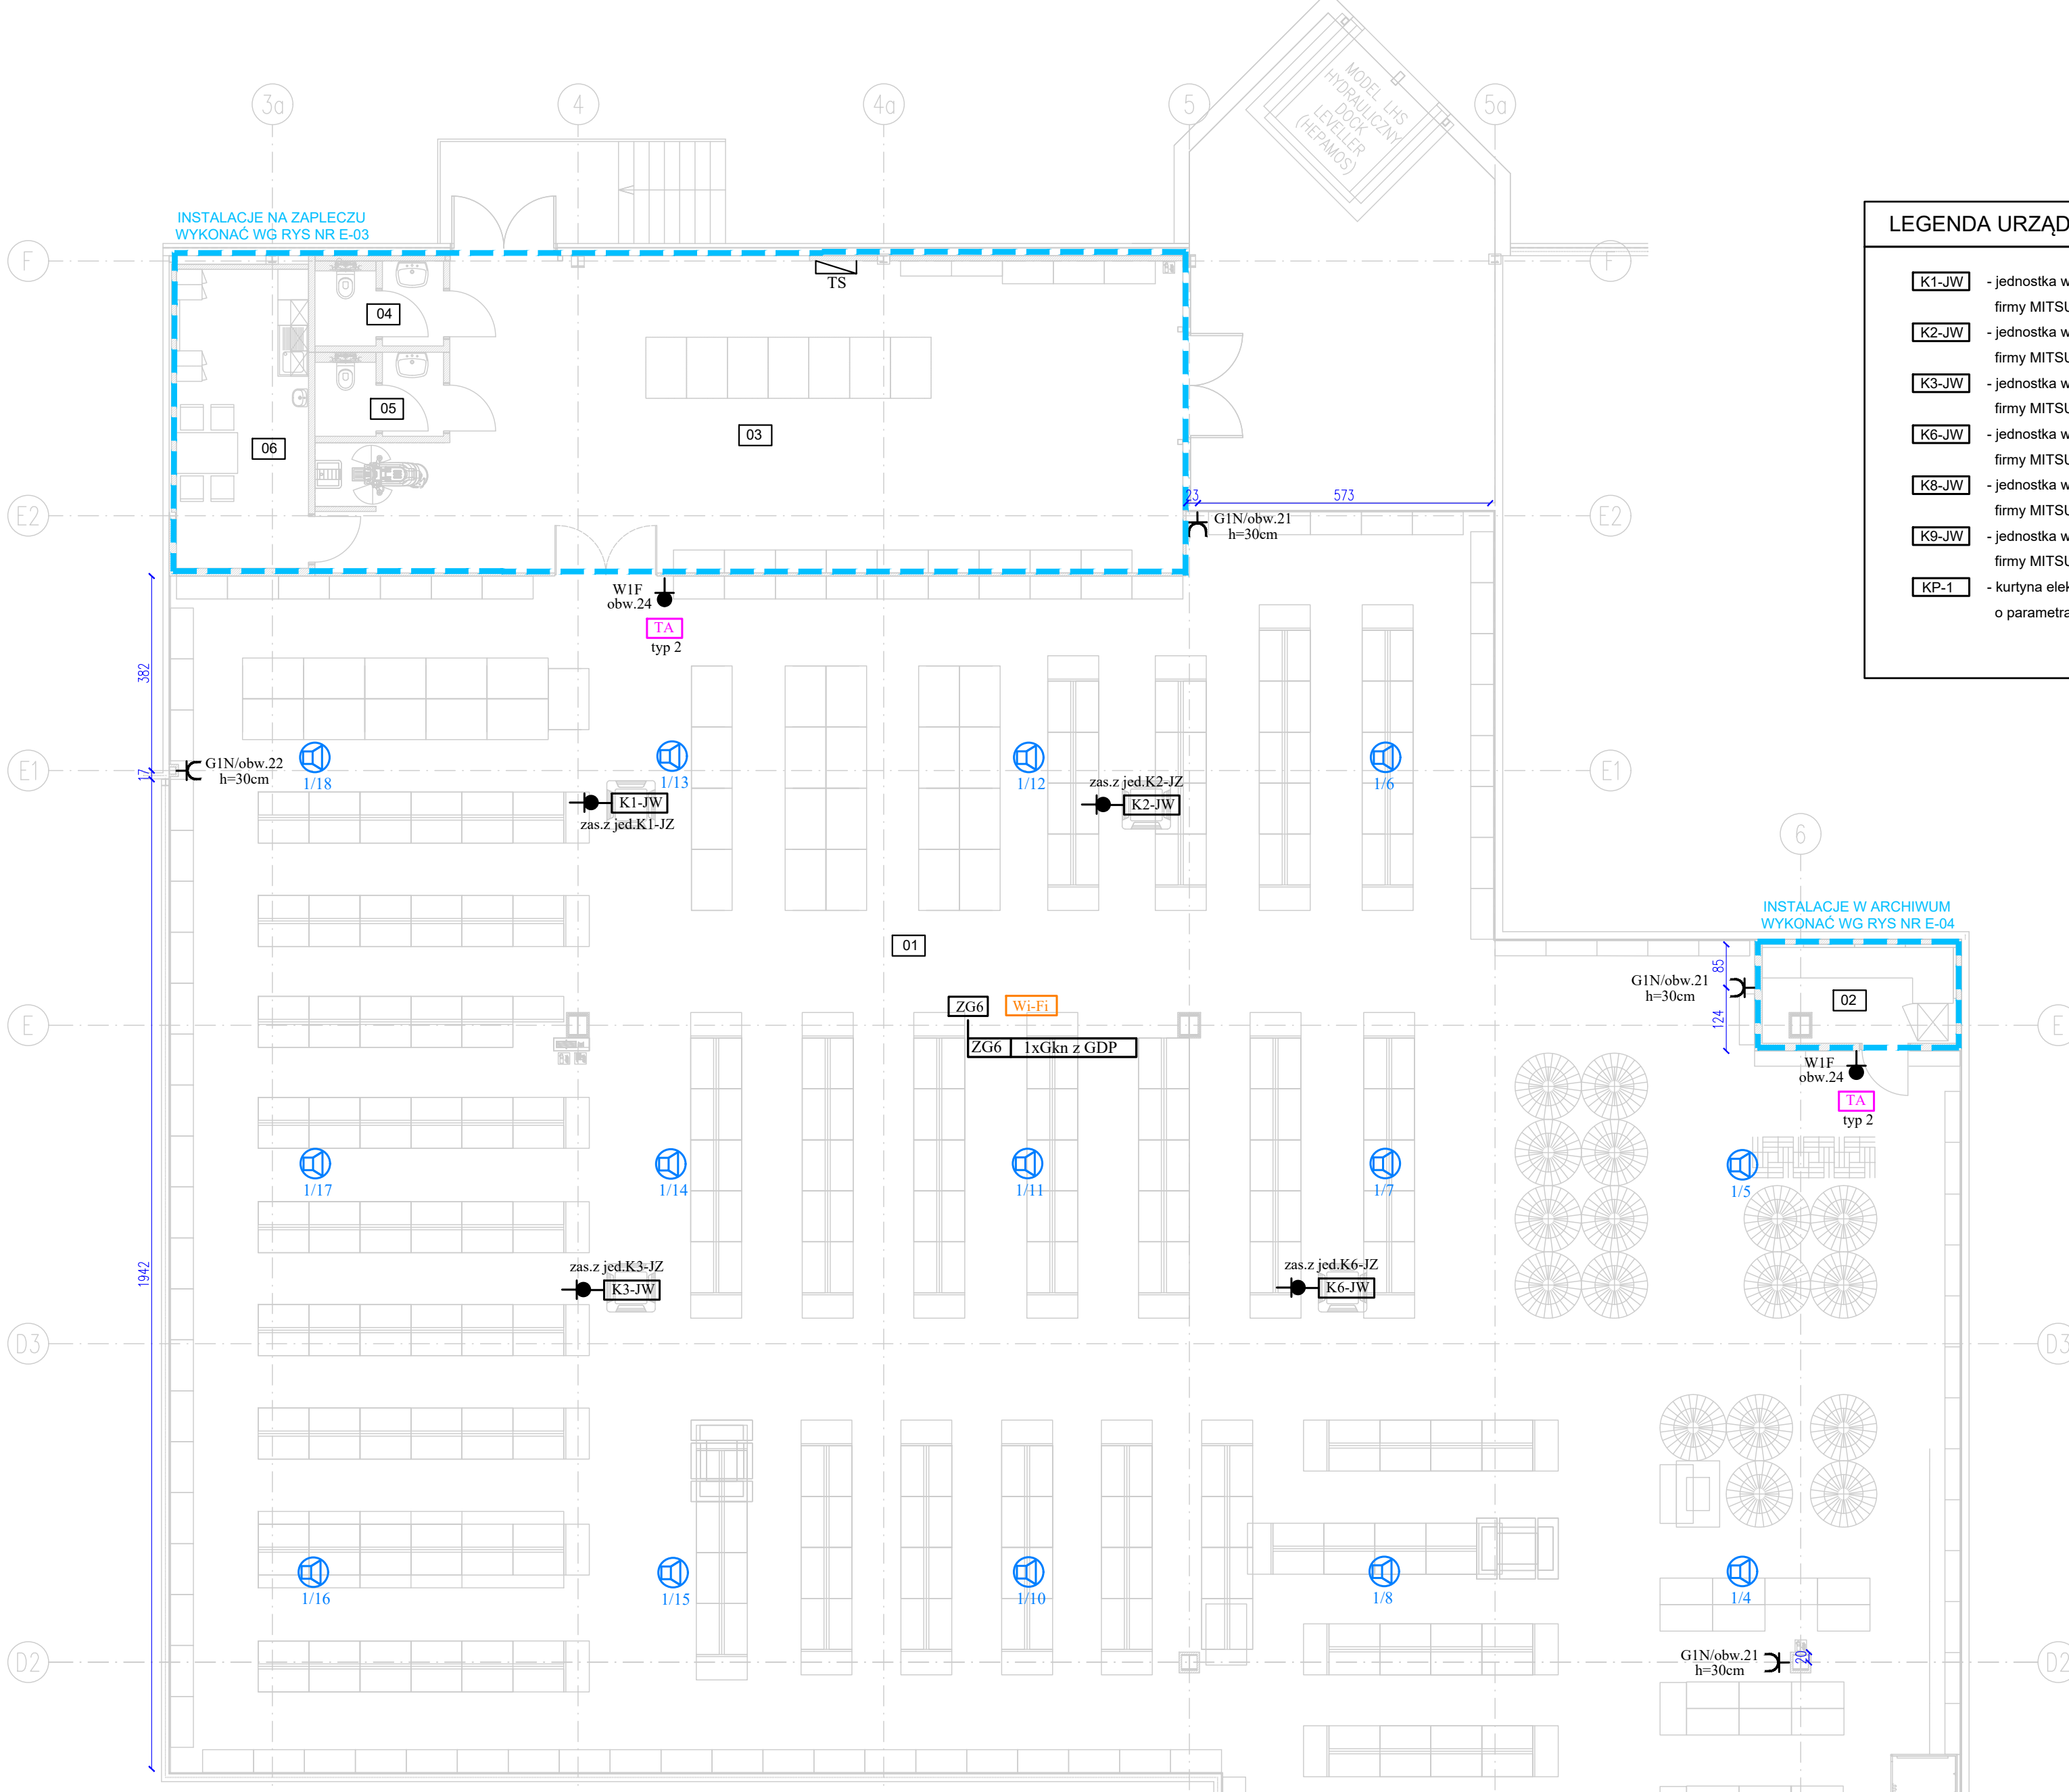 MODEL LHS
HYDRAULICZNY
DOCK
LEVELLER
(HEPAMOS)
3a
4
4a
5
5a
INSTALACJE NA ZAPLECZU
WYKONAĆ WG RYS NR E-03
LEGENDA URZĄD
K1-JW - jednostka w
firmy MITSU
K2-JW - jednostka w
firmy MITSU
K3-JW - jednostka w
firmy MITSU
K6-JW - jednostka w
firmy MITSU
K8-JW - jednostka w
firmy MITSU
K9-JW - jednostka w
firmy MITSU
KP-1 - kurtyna elek
o parametra
F
F
TS
04
05
03
06
23
573
E2
E2
G1N/obw.21
h=30cm
W1F
obw.24
TA
typ 2
382
17
E1
E1
G1N/obw.22
h=30cm
1/18
1/13
1/12
1/6
K1-JW
zas.z jed.K1-JZ
zas.z jed.K2-JZ
K2-JW
6
INSTALACJE W ARCHIWUM
WYKONAĆ WG RYS NR E-04
01
85
124
G1N/obw.21
h=30cm
02
E
E
ZG6
Wi-Fi
ZG6 1xGkn z GDP
W1F
obw.24
TA
typ 2
1/17
1/14
1/11
1/7
1/5
1942
zas.z jed.K3-JZ
K3-JW
zas.z jed.K6-JZ
K6-JW
D3
D3
1/16
1/15
1/10
1/8
1/4
D2
D2
G1N/obw.21
h=30cm
20